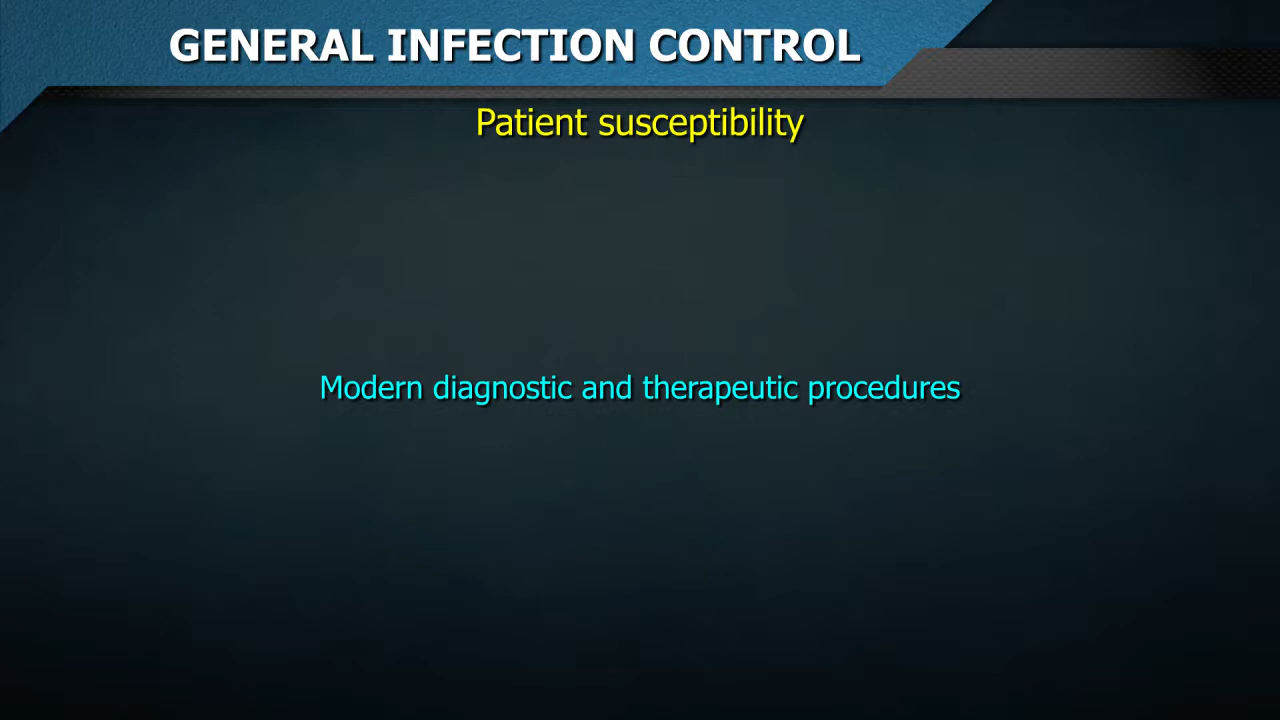 GENERAL INFECTION CONTROL
Patient susceptibility
Modern diagnostic and therapeutic procedures